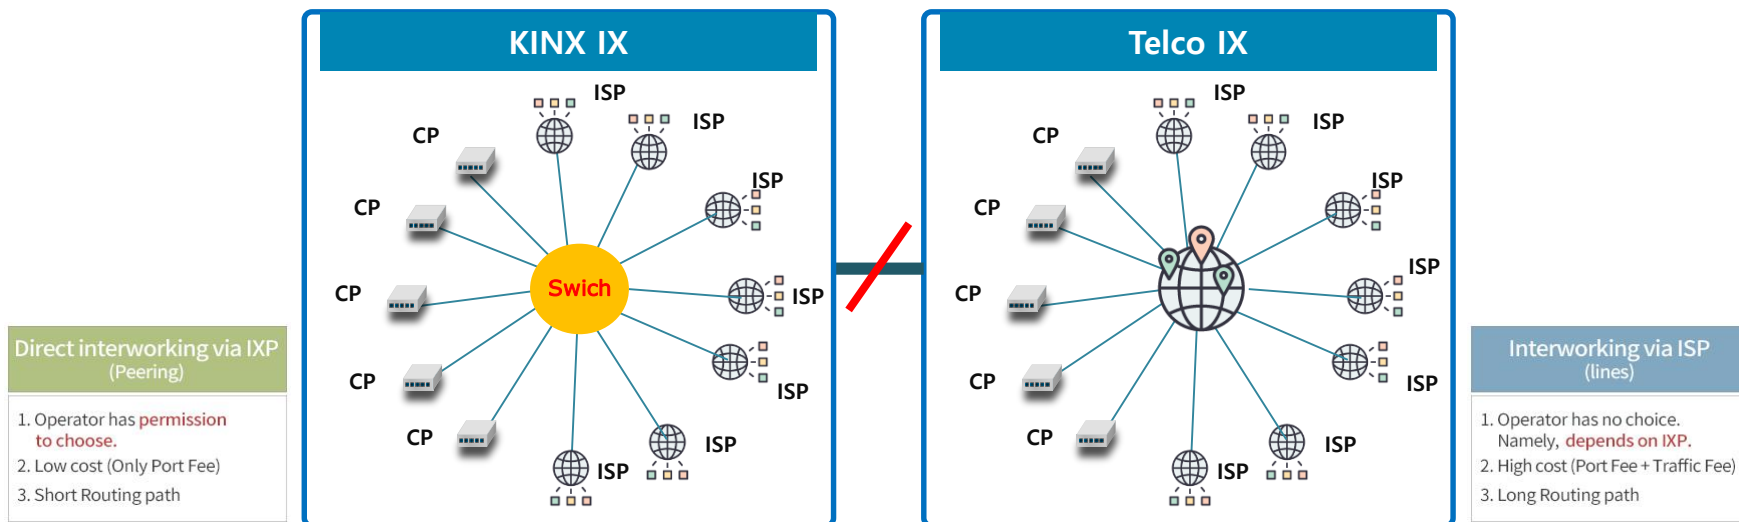 KINX IX
ISP
ISP
CP
CP
ISP
CP
Swich
ISP
CP
ISP
CP
ISP
ISP
Telco IX
ISP
ISP
CP
CP
ISP
CP
ISP
CP
ISP
CP
ISP
ISP
Direct interworking via IXP
(Peering)
1. Operator has permission
to choose.
2. Low cost (Only Port Fee)
3. Short Routing path
Interworking via ISP
(lines)
1. Operator has no choice.
Namely, depends on IXP.
2. High cost (Port Fee + Traffic Fee)
3. Long Routing path